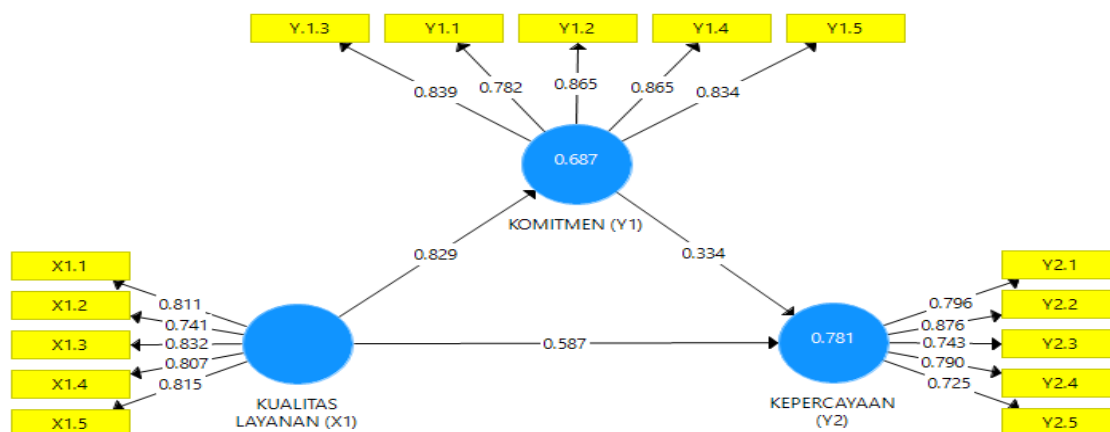 Y.1.3
Y1.1
Y1.2
Y1.4
Y1.5
0.839
0.782
0.865
0.865
0.834
0.687
KOMITMEN (Y1)
0.829
0.334
X1.1
X1.2
X1.3
X1.4
X1.5
0.811
0.741
0.832
0.807
0.815
KUALITAS
LAYANAN (X1)
0.587
0.781
KEPERCAYAAN
(Y2)
0.796
0.876
0.743
0.790
0.725
Y2.1
Y2.2
Y2.3
Y2.4
Y2.5